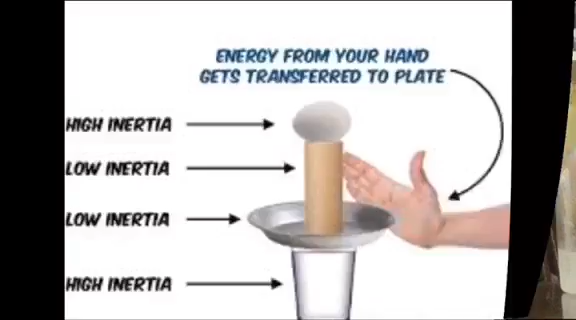 ENERGY FROM YOUR HAND
GETS TRANSFERRED TO PLATE
HIGH INERTIA
LOW INERTIA
LOW INERTIA
HIGH INERTIA